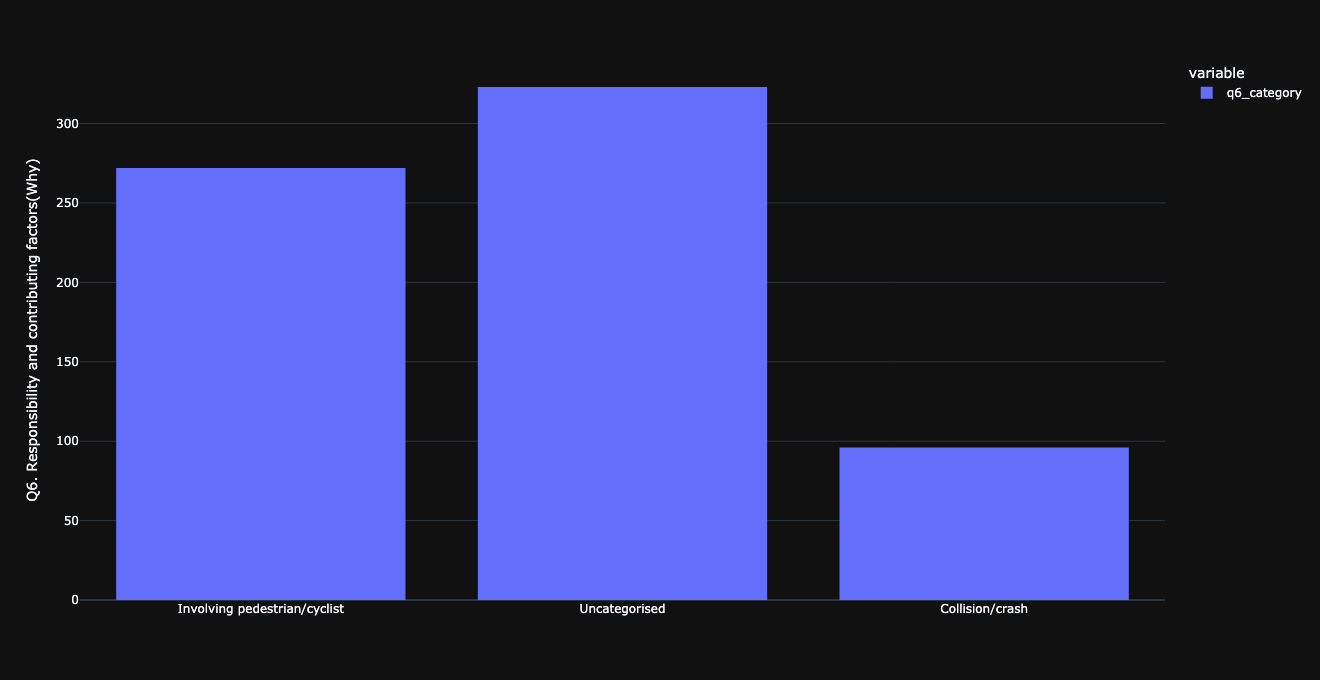 variable
q6_category
Q6. Responsibility and contributing factors(Why)
300
250
200
150
100
50
0
Involving pedestrian/cyclist
Uncategorised
Collision/crash